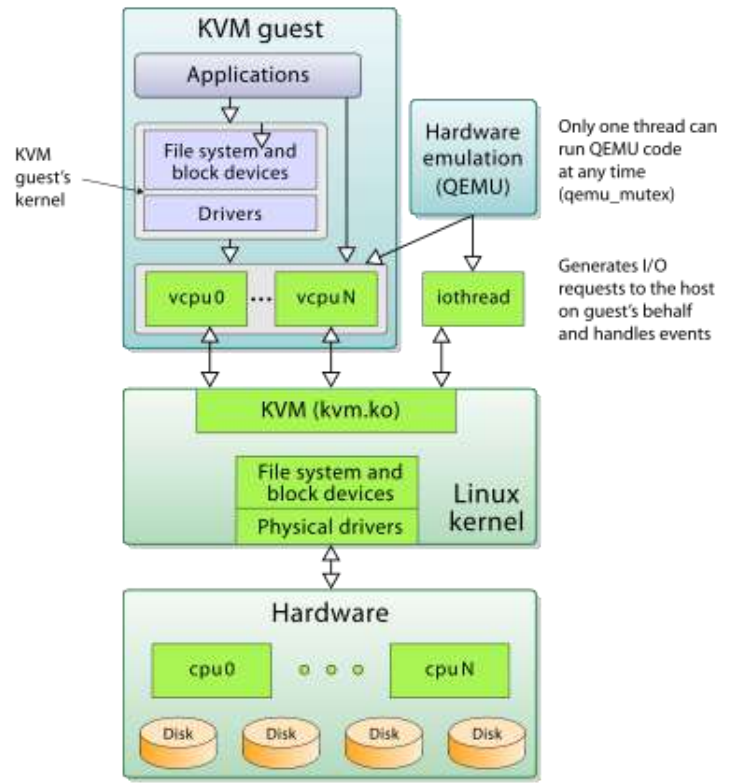 KVM guest
Applications
KVM
guest's
kernel
File system and
block devices
Drivers
Hardware
emulation
(QEMU)
Only one thread can
run QEMU code
at any time
(qemu_mutex)
vcpu0 ... vcpuN
iothread
Generates I/O
requests to the host
on guest's behalf
and handles events
KVM (kvm.ko)
File system and
block devices
Physical drivers
Linux
kernel
Hardware
cpu0
cpuN
Disk Disk Disk Disk